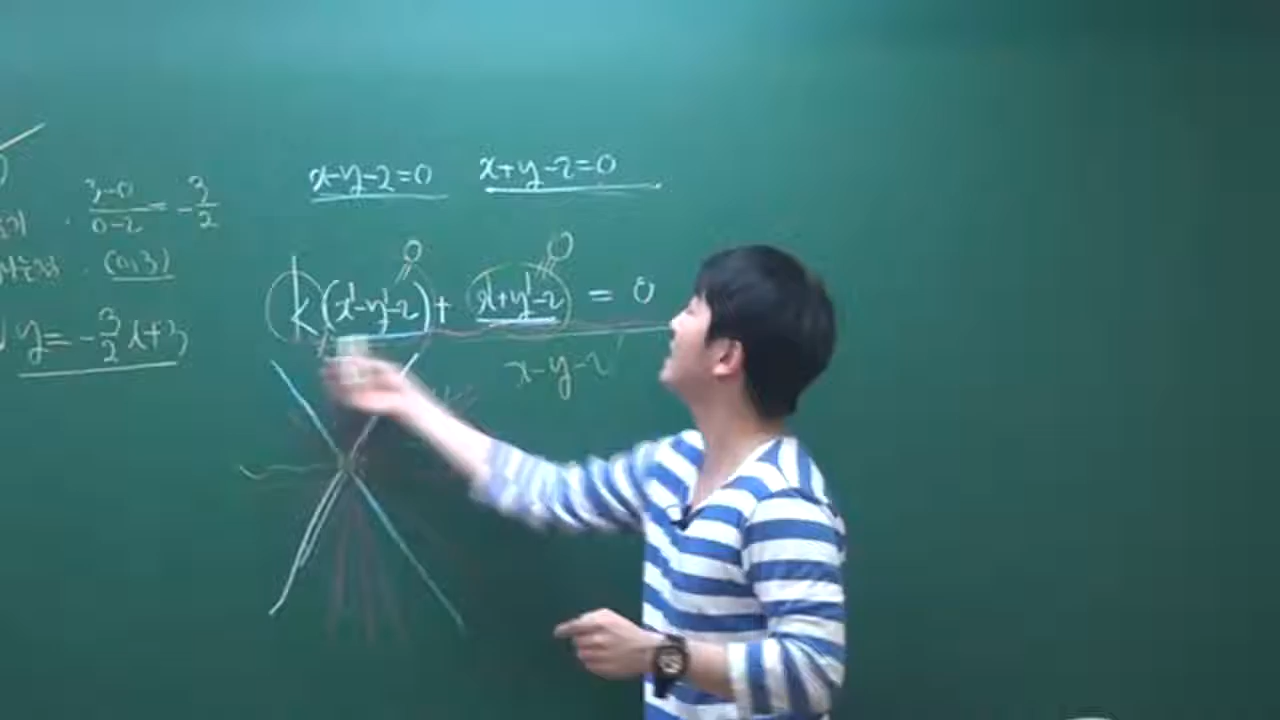 x-y-2=0 x+y-2=0
3-0/0-2 = -3/2
(0,3)
y=-3/2x+3
0 0
k(x-y-2)+x+y-2=0
x-y-2